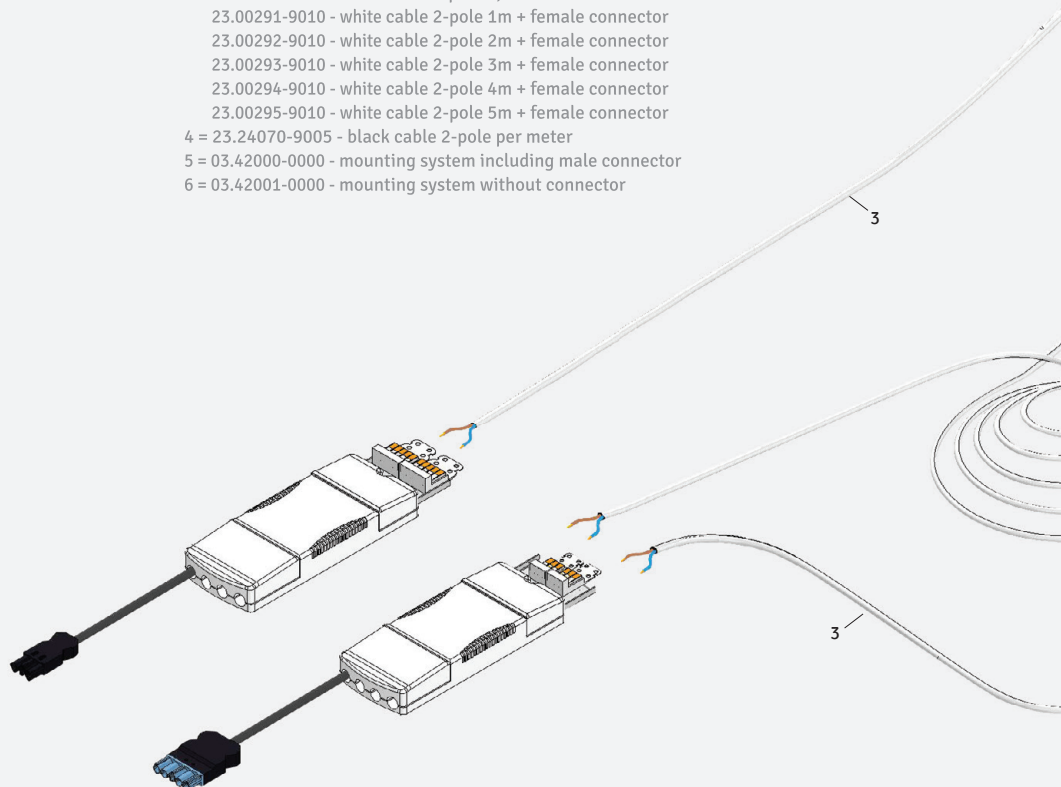 23.00291-9010 - white cable 2-pole 1m + female connector
23.00292-9010 - white cable 2-pole 2m + female connector
23.00293-9010 - white cable 2-pole 3m + female connector
23.00294-9010 - white cable 2-pole 4m + female connector
23.00295-9010 - white cable 2-pole 5m + female connector
4 = 23.24070-9005 - black cable 2-pole per meter
5 = 03.42000-0000 - mounting system including male connector
6 = 03.42001-0000 - mounting system without connector
3
3